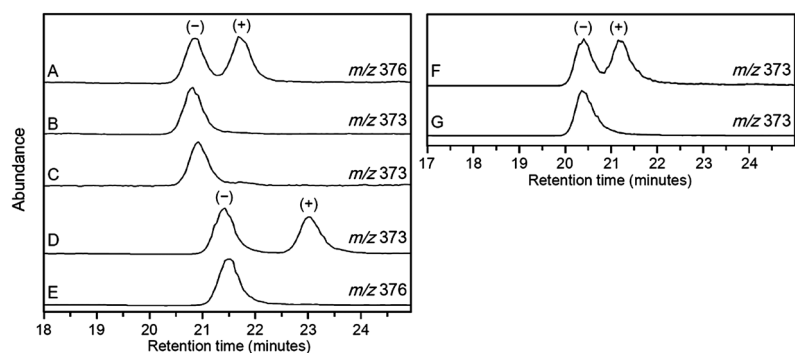 (−) (+)
A m/z 376
B m/z 373
C m/z 373
(−) (+)
D m/z 373
E m/z 376
18 19 20 21 22 23 24
Retention time (minutes)
Abundance
(−) (+)
F m/z 373
G m/z 373
17 18 19 20 21 22 23 24
Retention time (minutes)